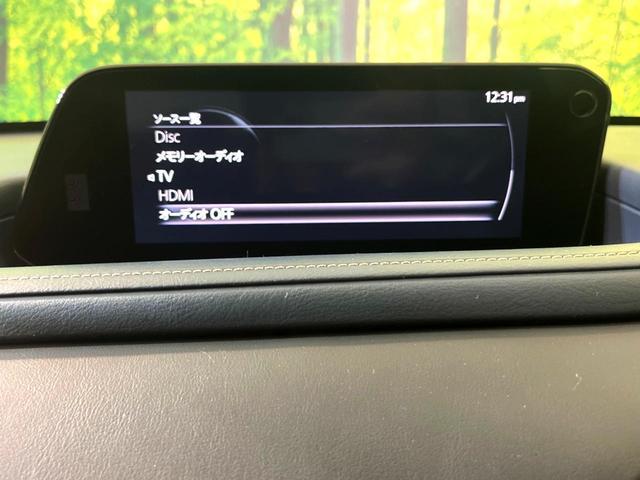 12:31pm
ソース一覧
Disc
メモリーオーディオ
TV
HDMI
オーディオ OFF